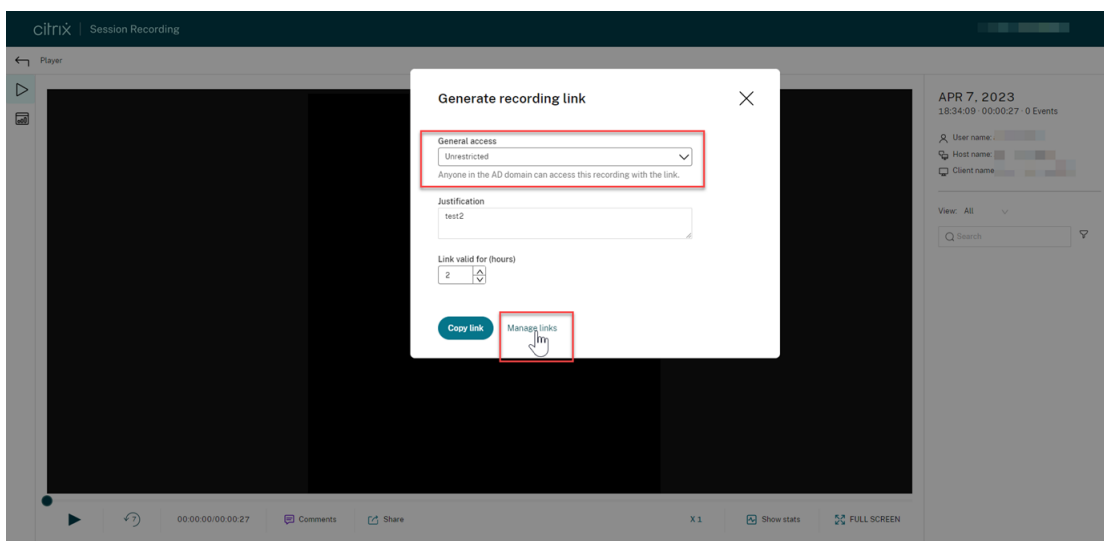 citrix | Session Recording
Player
Generate recording link
General access
Unrestricted
Anyone in the AD domain can access this recording with the link.
Justification
test2
Link valid for (hours)
2
Copy link
Manage links
APR 7, 2023
18:34:09 · 00:00:27 · 0 Events
User name:
Host name:
Client name
View: All
Search
00:00:00/00:00:27
Comments
Share
X 1
Show stats
FULL SCREEN